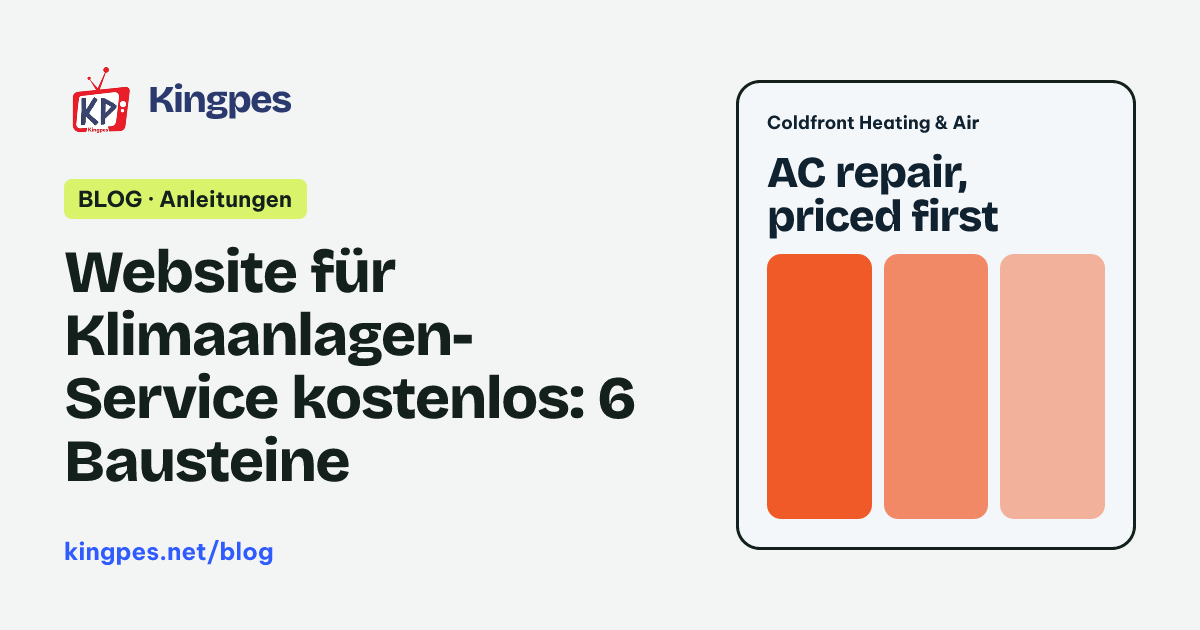 KP
Kingpes
Kingpes
BLOG · Anleitungen
Website für
Klimaanlagen-
Service kostenlos: 6
Bausteine
kingpes.net/blog
Coldfront Heating & Air
AC repair,
priced first